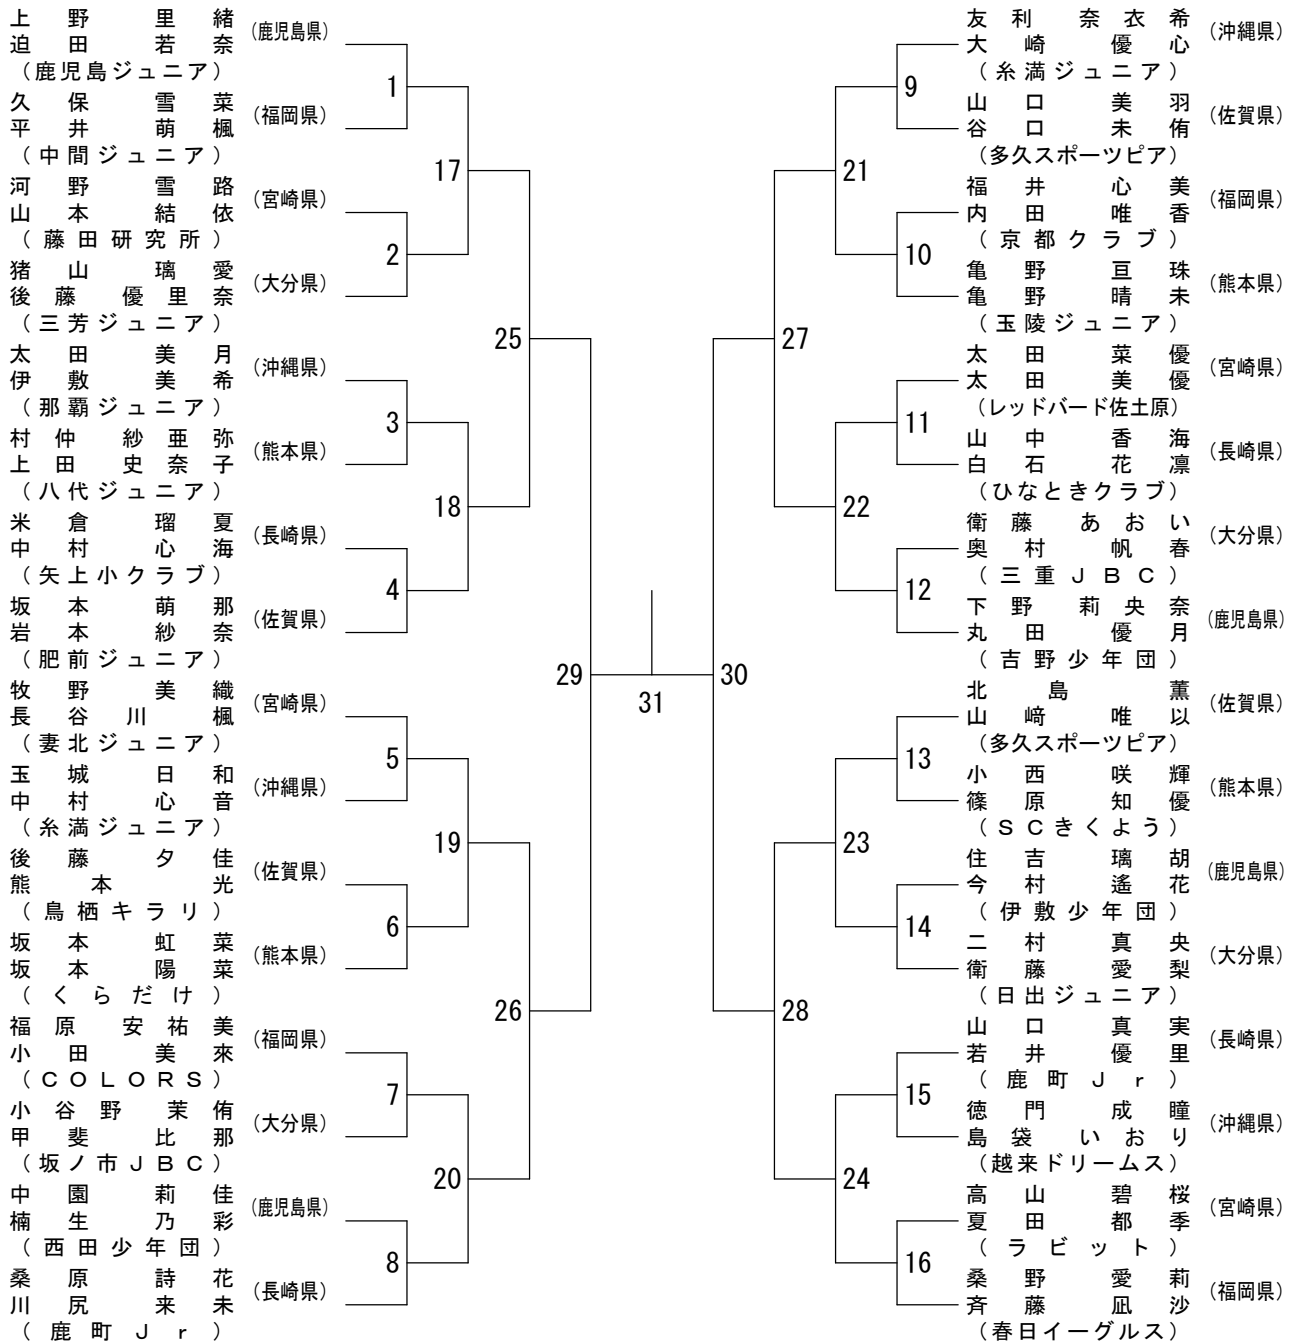 上野里緒
(鹿児島県)
迫田若奈
(鹿児島ジュニア)
久保雪菜
(福岡県)
平井萌楓
(中間ジュニア)
河野雪路
(宮崎県)
山本結依
(藤田研究所)
猪山璃愛
(大分県)
後藤優里奈
(三芳ジュニア)
太田美月
(沖縄県)
伊敷美希
(那覇ジュニア)
村仲紗亜弥
(熊本県)
上田史奈子
(八代ジュニア)
米倉瑠夏
(長崎県)
中村心海
(矢上小クラブ)
坂本萌那
(佐賀県)
岩本紗奈
(肥前ジュニア)
牧野美織
(宮崎県)
長谷川楓
(妻北ジュニア)
玉城日和
(沖縄県)
中村心音
(糸満ジュニア)
後藤夕佳
(佐賀県)
熊本光
(鳥栖キラリ)
坂本虹菜
(熊本県)
坂本陽菜
(くらだけ)
福原安祐美
(福岡県)
小田美來
(COLORS)
小谷野茉侑
(大分県)
甲斐比那
(坂ノ市JBC)
中園莉佳
(鹿児島県)
楠生乃彩
(西田少年団)
桑原詩花
(長崎県)
川尻来未
(鹿町Jr)
1
2
3
4
5
6
7
8
17
18
19
20
25
26
29
31
30
27
28
21
22
23
24
9
10
11
12
13
14
15
16
友利奈衣希
(沖縄県)
大崎優心
(糸満ジュニア)
山口美羽
(佐賀県)
谷口未侑
(多久スポーツピア)
福井心美
(福岡県)
内田唯香
(京都クラブ)
亀野亘珠
(熊本県)
亀野晴未
(玉陵ジュニア)
太田菜優
(宮崎県)
太田美優
(レッドバード佐土原)
山中香海
(長崎県)
白石花凛
(ひなときクラブ)
衛藤あおい
(大分県)
奥村帆春
(三重JBC)
下野莉央奈
(鹿児島県)
丸田優月
(吉野少年団)
北島薫
(佐賀県)
山﨑唯以
(多久スポーツピア)
小西咲輝
(熊本県)
篠原知優
(SCきくよう)
住吉璃胡
(鹿児島県)
今村遙花
(伊敷少年団)
二村真央
(大分県)
衛藤愛梨
(日出ジュニア)
山口真実
(長崎県)
若井優里
(鹿町Jr)
徳門成瞳
(沖縄県)
島袋いおり
(越来ドリームス)
高山碧桜
(宮崎県)
夏田都季
(ラビット)
桑野愛莉
(福岡県)
斉藤凪沙
(春日イーグルス)